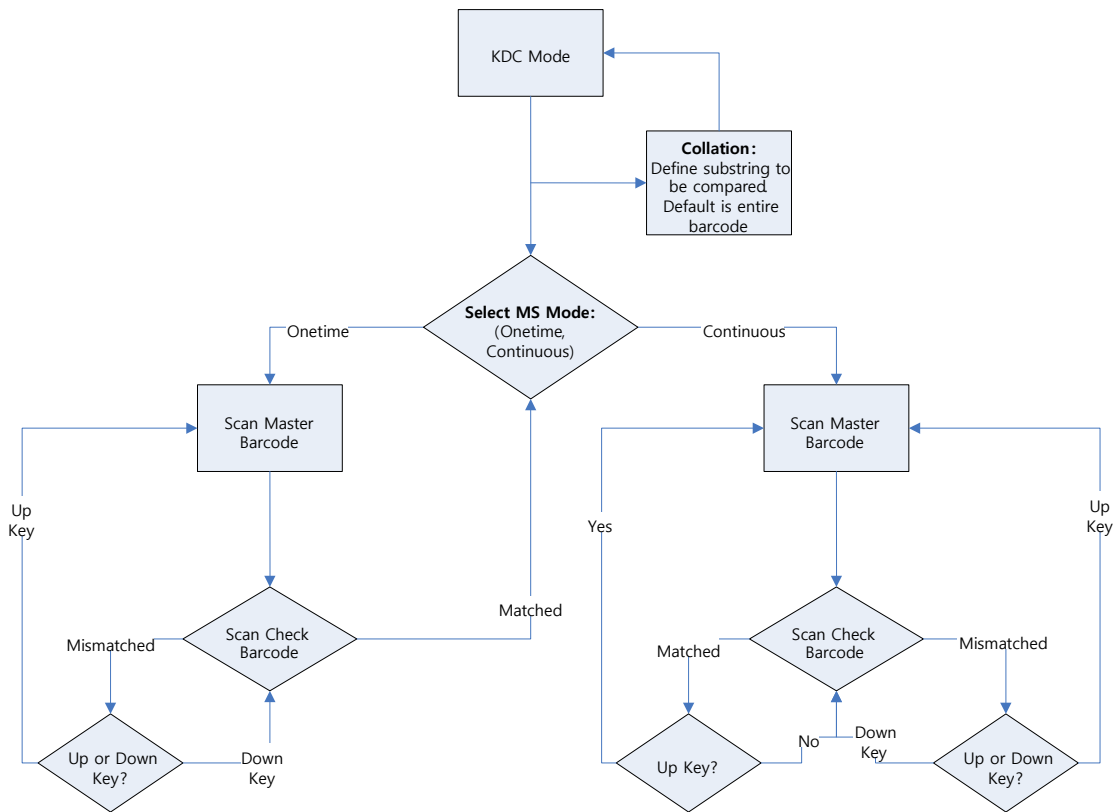 KDC Mode
Collation:
Define substring to
be compared.
Default is entire
barcode
Select MS Mode:
(Onetime,
Continuous)
Onetime
Continuous
Scan Master
Barcode
Scan Master
Barcode
Up
Key
Yes
Up
Key
Matched
Scan Check
Barcode
Mismatched
Scan Check
Barcode
Matched
Mismatched
Up or Down
Key?
Down
Key
Up Key?
No
Down
Key
Up or Down
Key?